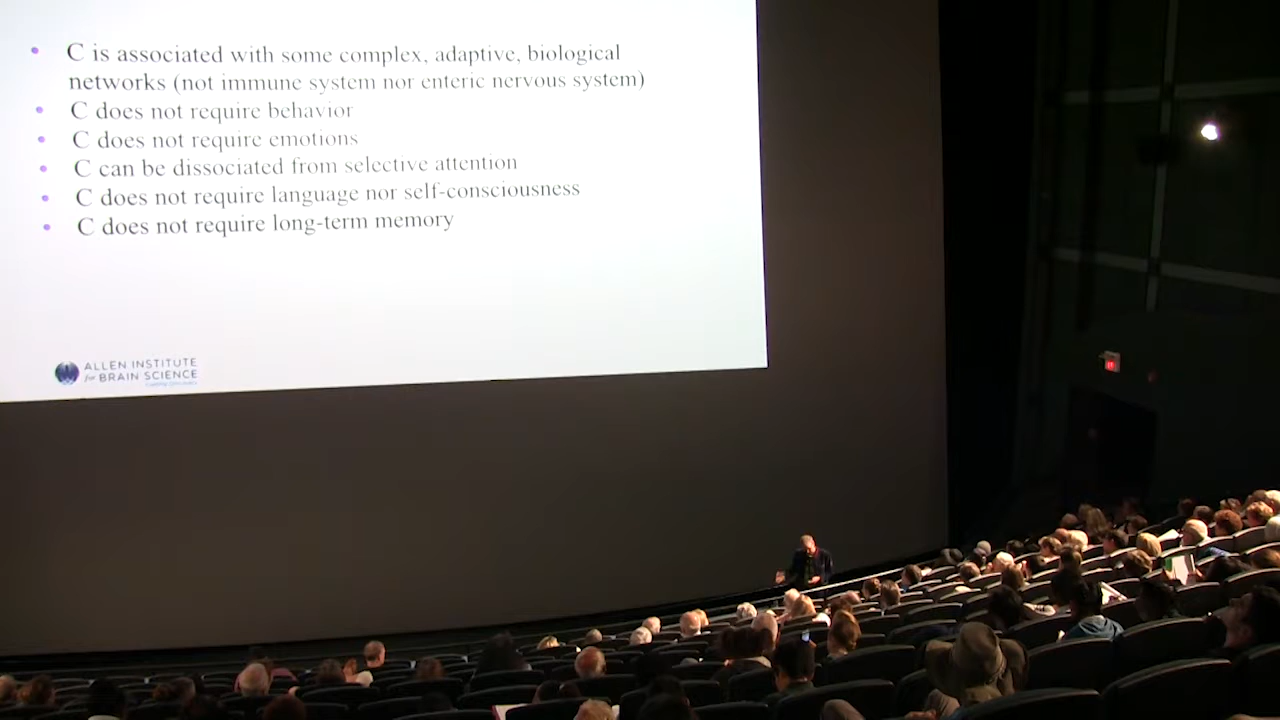 C is associated with some complex, adaptive, biological
networks (not immune system nor enteric nervous system)
C does not require behavior
C does not require emotions
C can be dissociated from selective attention
C does not require language nor self-consciousness
C does not require long-term memory
ALLEN INSTITUTE
for BRAIN SCIENCE